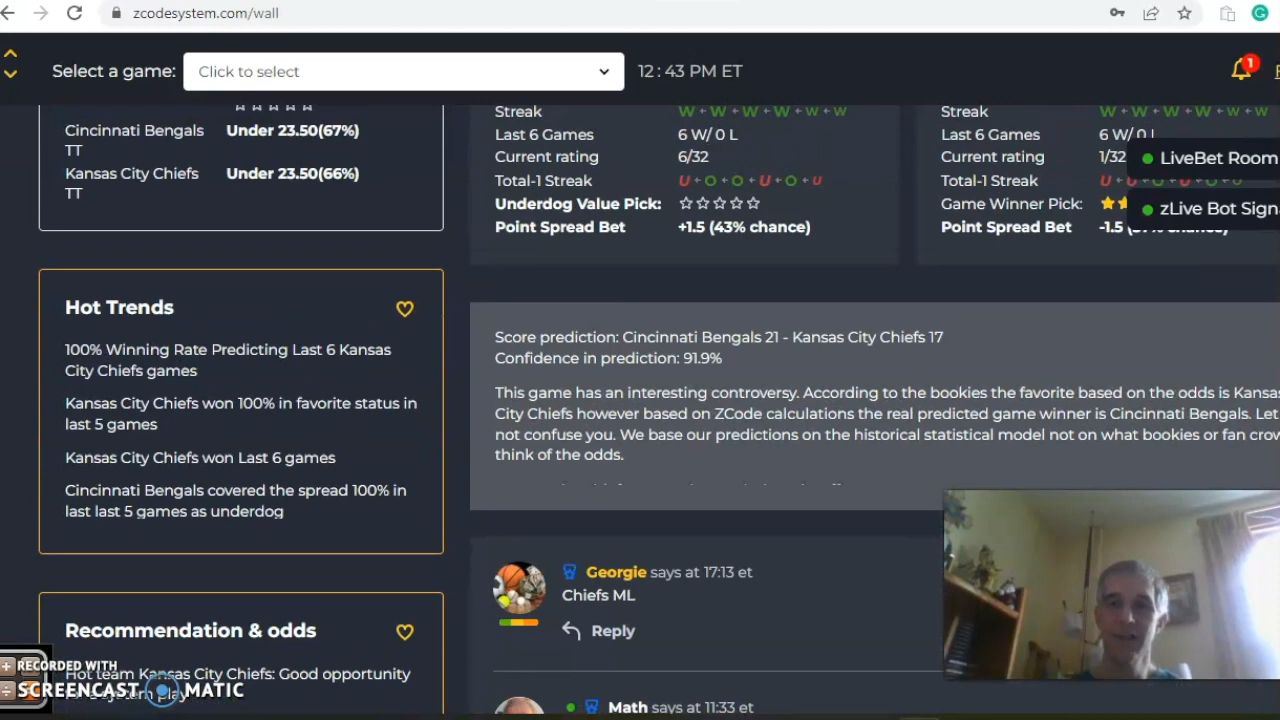 zcodesystem.com/wall
Select a game:
Click to select
12:43 PM ET
1
Cincinnati Bengals TT
Under 23.50(67%)
Kansas City Chiefs TT
Under 23.50(66%)
Streak
W W W W W W
Last 6 Games
6 W/ 0 L
Current rating
6/32
Total-1 Streak
U O O U O U
Underdog Value Pick:
Point Spread Bet
+1.5 (43% chance)
Streak
W W W W W W
Last 6 Games
6 W/ 0 L
Current rating
1/32
Total-1 Streak
Game Winner Pick:
Point Spread Bet
LiveBet Room
zLive Bot Sign
Hot Trends
100% Winning Rate Predicting Last 6 Kansas
City Chiefs games
Kansas City Chiefs won 100% in favorite status in
last 5 games
Kansas City Chiefs won Last 6 games
Cincinnati Bengals covered the spread 100% in
last last 5 games as underdog
Score prediction: Cincinnati Bengals 21 - Kansas City Chiefs 17
Confidence in prediction: 91.9%
This game has an interesting controversy. According to the bookies the favorite based on the odds is Kansas
City Chiefs however based on ZCode calculations the real predicted game winner is Cincinnati Bengals. Let
not confuse you. We base our predictions on the historical statistical model not on what bookies or fan crow
think of the odds.
Georgie says at 17:13 et
Chiefs ML
Reply
Math says at 11:33 et
Recommendation & odds
Hot team Kansas City Chiefs: Good opportunity
RECORDED WITH
SCREENCAST MATIC